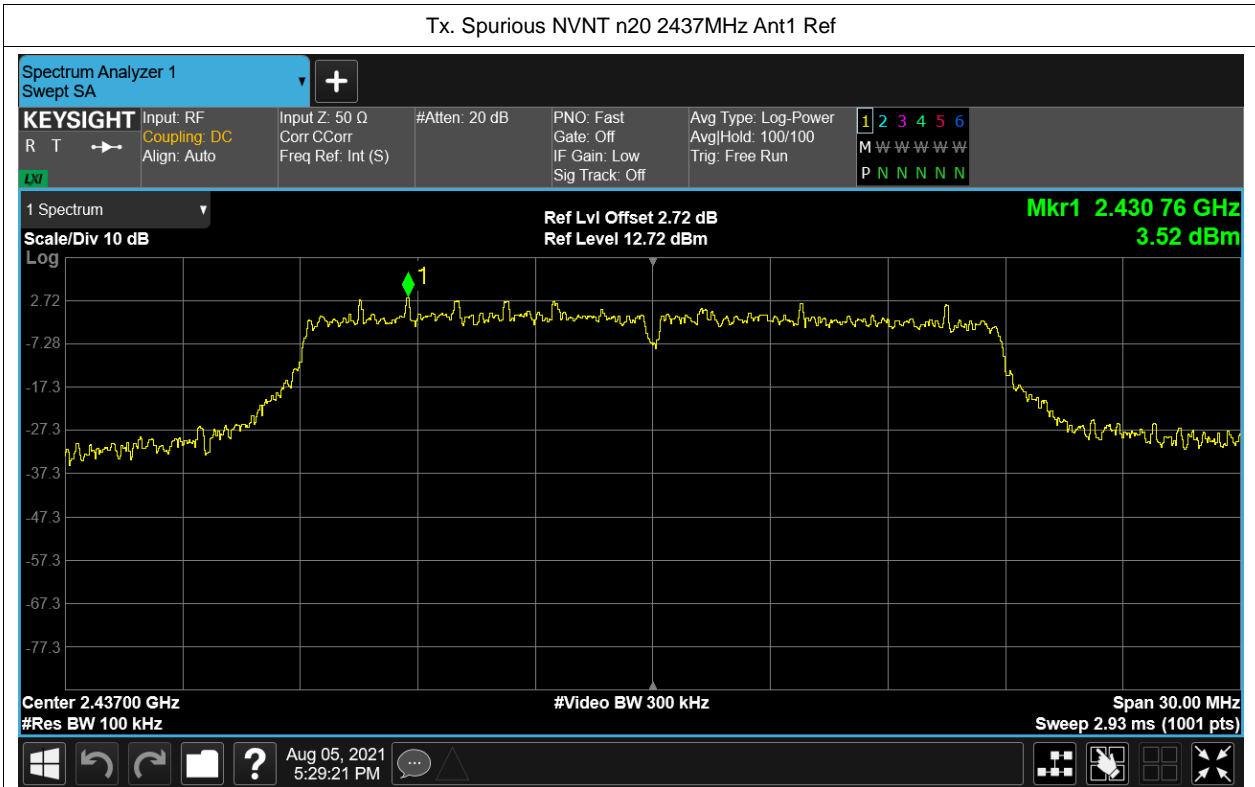 Tx. Spurious NVNT n20 2437MHz Ant1 Ref
Spectrum Analyzer 1
Swept SA
KEYSIGHT
R T
LXI
Input: RF
Coupling: DC
Align: Auto
Input Z: 50 Ω
Corr CCorr
Freq Ref: Int (S)
#Atten: 20 dB
PNO: Fast
Gate: Off
IF Gain: Low
Sig Track: Off
Avg Type: Log-Power
Avg|Hold: 100/100
Trig: Free Run
1 2 3 4 5 6
M W W W W W
P N N N N N
1 Spectrum
Scale/Div 10 dB
Ref Lvl Offset 2.72 dB
Ref Level 12.72 dBm
Mkr1 2.430 76 GHz
3.52 dBm
Log
1
2.72
-7.28
-17.3
-27.3
-37.3
-47.3
-57.3
-67.3
-77.3
Center 2.43700 GHz
#Res BW 100 kHz
#Video BW 300 kHz
Span 30.00 MHz
Sweep 2.93 ms (1001 pts)
?
Aug 05, 2021
5:29:21 PM